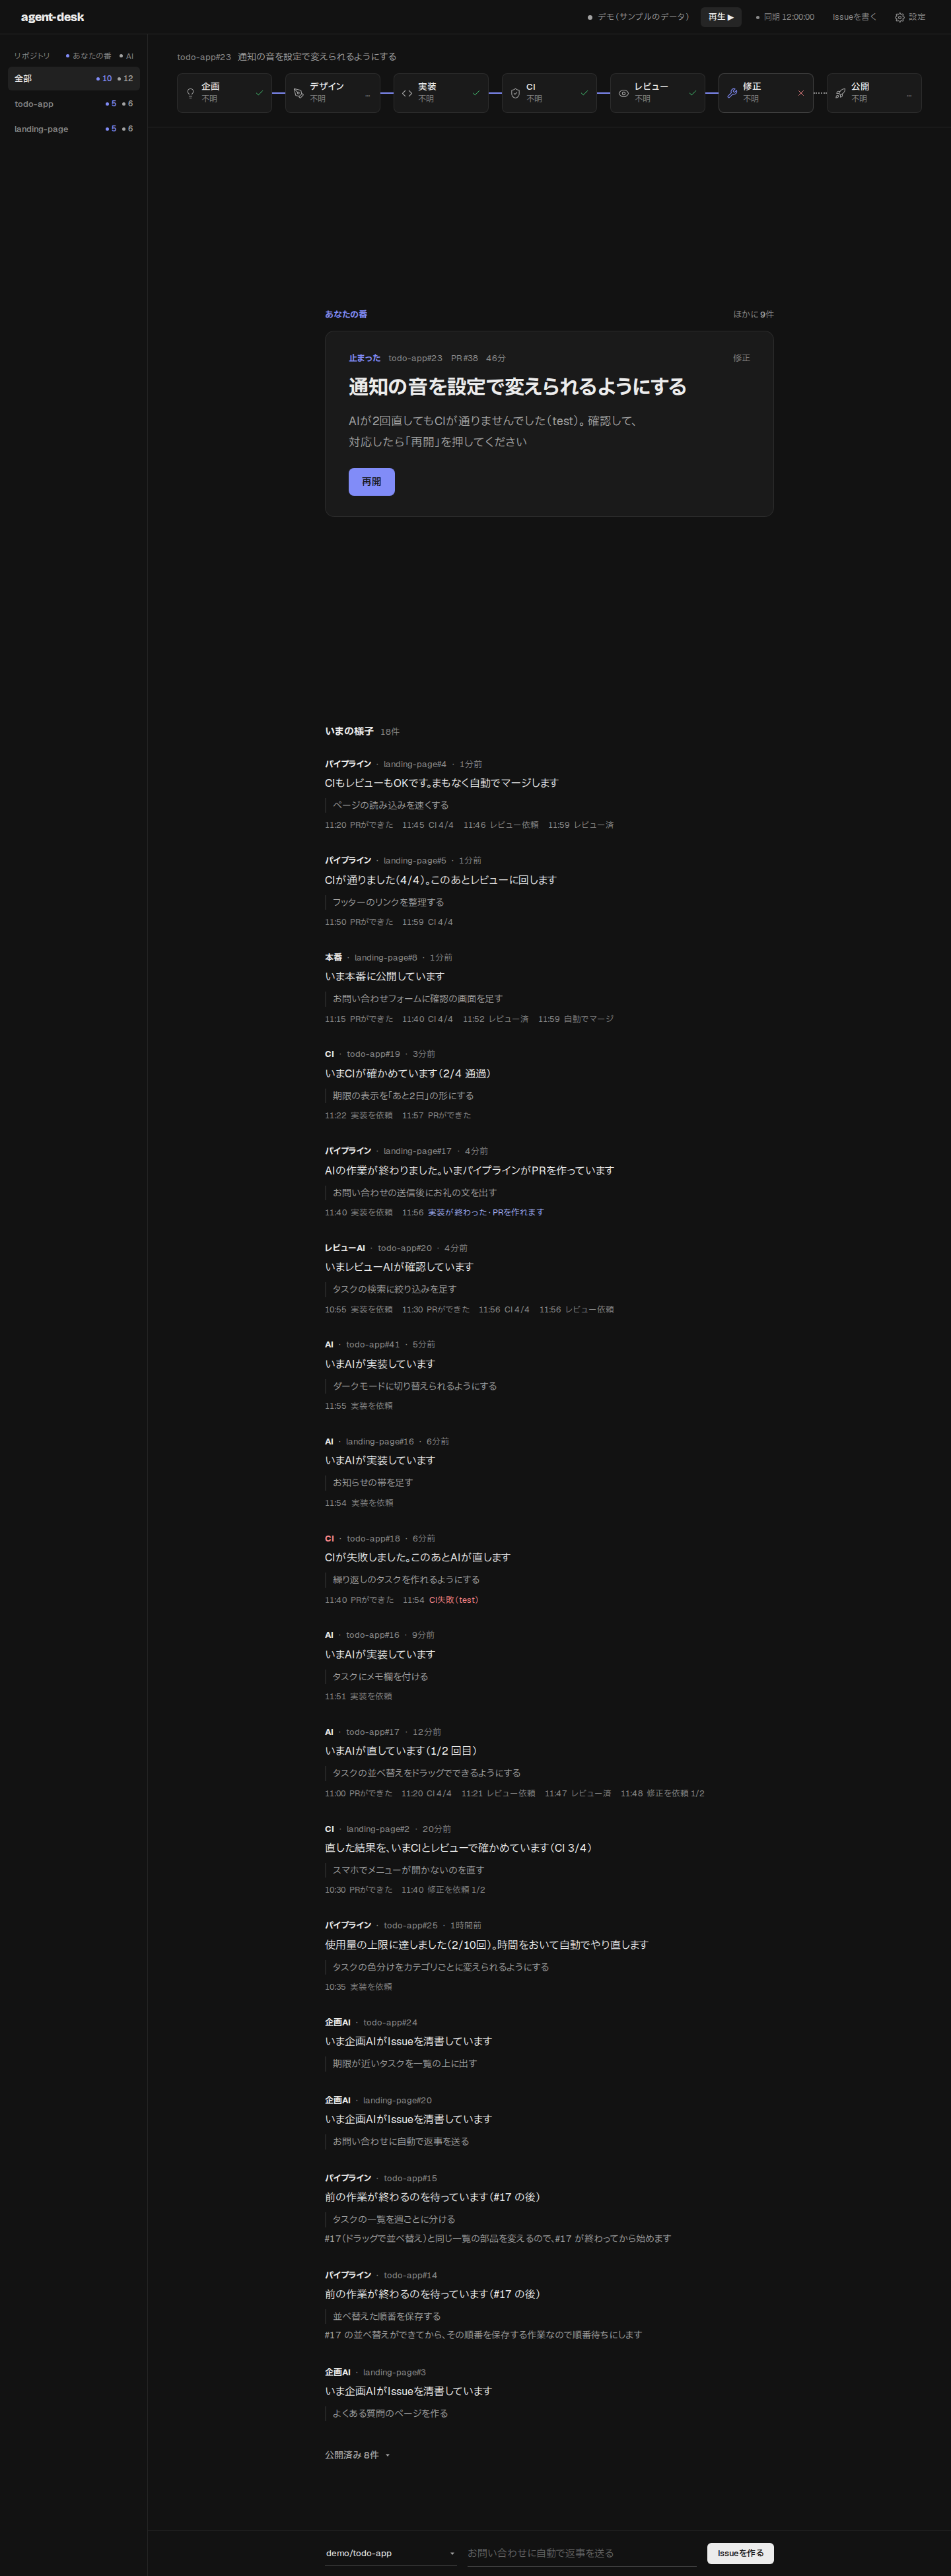 agent-desk
デモ(サンプルのデータ) 再生 ▶ 同期 12:00:00 Issueを書く 設定
リポジトリ あなたの番 AI
全部 10 12
todo-app 5 6
landing-page 5 6
todo-app#23 通知の音を設定で変えられるようにする
企画 不明
デザイン 不明
実装 不明
CI 不明
レビュー 不明
修正 不明
公開 不明
あなたの番 ほかに 9件
止まった todo-app#23 PR #38 46分 修正
通知の音を設定で変えられるようにする
AIが2回直してもCIが通りませんでした(test)。確認して、
対応したら「再開」を押してください
再開
いまの様子 18件
パイプライン · landing-page#4 · 1分前
CIもレビューもOKです。まもなく自動でマージします
ページの読み込みを速くする
11:20 PRができた 11:45 CI 4/4 11:46 レビュー依頼 11:59 レビュー済
パイプライン · landing-page#5 · 1分前
CIが通りました(4/4)。このあとレビューに回します
フッターのリンクを整理する
11:50 PRができた 11:59 CI 4/4
本番 · landing-page#8 · 1分前
いま本番に公開しています
お問い合わせフォームに確認の画面を足す
11:15 PRができた 11:40 CI 4/4 11:52 レビュー済 11:59 自動でマージ
CI · todo-app#19 · 3分前
いまCIが確かめています(2/4 通過)
期限の表示を「あと2日」の形にする
11:22 実装を依頼 11:57 PRができた
パイプライン · landing-page#17 · 4分前
AIの作業が終わりました。いまパイプラインがPRを作っています
お問い合わせの送信後にお礼の文を出す
11:40 実装を依頼 11:56 実装が終わった · PRを作れます
レビューAI · todo-app#20 · 4分前
いまレビューAIが確認しています
タスクの検索に絞り込みを足す
10:55 実装を依頼 11:30 PRができた 11:56 CI 4/4 11:56 レビュー依頼
AI · todo-app#41 · 5分前
いまAIが実装しています
ダークモードに切り替えられるようにする
11:55 実装を依頼
AI · landing-page#16 · 6分前
いまAIが実装しています
お知らせの帯を足す
11:54 実装を依頼
CI · todo-app#18 · 6分前
CIが失敗しました。このあとAIが直します
繰り返しのタスクを作れるようにする
11:40 PRができた 11:54 CI失敗(test)
AI · todo-app#16 · 9分前
いまAIが実装しています
タスクにメモ欄を付ける
11:51 実装を依頼
AI · todo-app#17 · 12分前
いまAIが直しています(1/2 回目)
タスクの並べ替えをドラッグでできるようにする
11:00 PRができた 11:20 CI 4/4 11:21 レビュー依頼 11:47 レビュー済 11:48 修正を依頼 1/2
CI · landing-page#2 · 20分前
直した結果を、いまCIとレビューで確かめています(CI 3/4)
スマホでメニューが開かないのを直す
10:30 PRができた 11:40 修正を依頼 1/2
パイプライン · todo-app#25 · 1時間前
使用量の上限に達しました(2/10回)。時間をおいて自動でやり直します
タスクの色分けをカテゴリごとに変えられるようにする
10:35 実装を依頼
企画AI · todo-app#24
いま企画AIがIssueを清書しています
期限が近いタスクを一覧の上に出す
企画AI · landing-page#20
いま企画AIがIssueを清書しています
お問い合わせに自動で返事を送る
パイプライン · todo-app#15
前の作業が終わるのを待っています(#17 の後)
タスクの一覧を週ごとに分ける
#17(ドラッグで並べ替え)と同じ一覧の部品を変えるので、#17 が終わってから始めます
パイプライン · todo-app#14
前の作業が終わるのを待っています(#17 の後)
並べ替えた順番を保存する
#17 の並べ替えができてから、その順番を保存する作業なので順番待ちにします
企画AI · landing-page#3
いま企画AIがIssueを清書しています
よくある質問のページを作る
公開済み 8件
demo/todo-app お問い合わせに自動で返事を送る Issueを作る